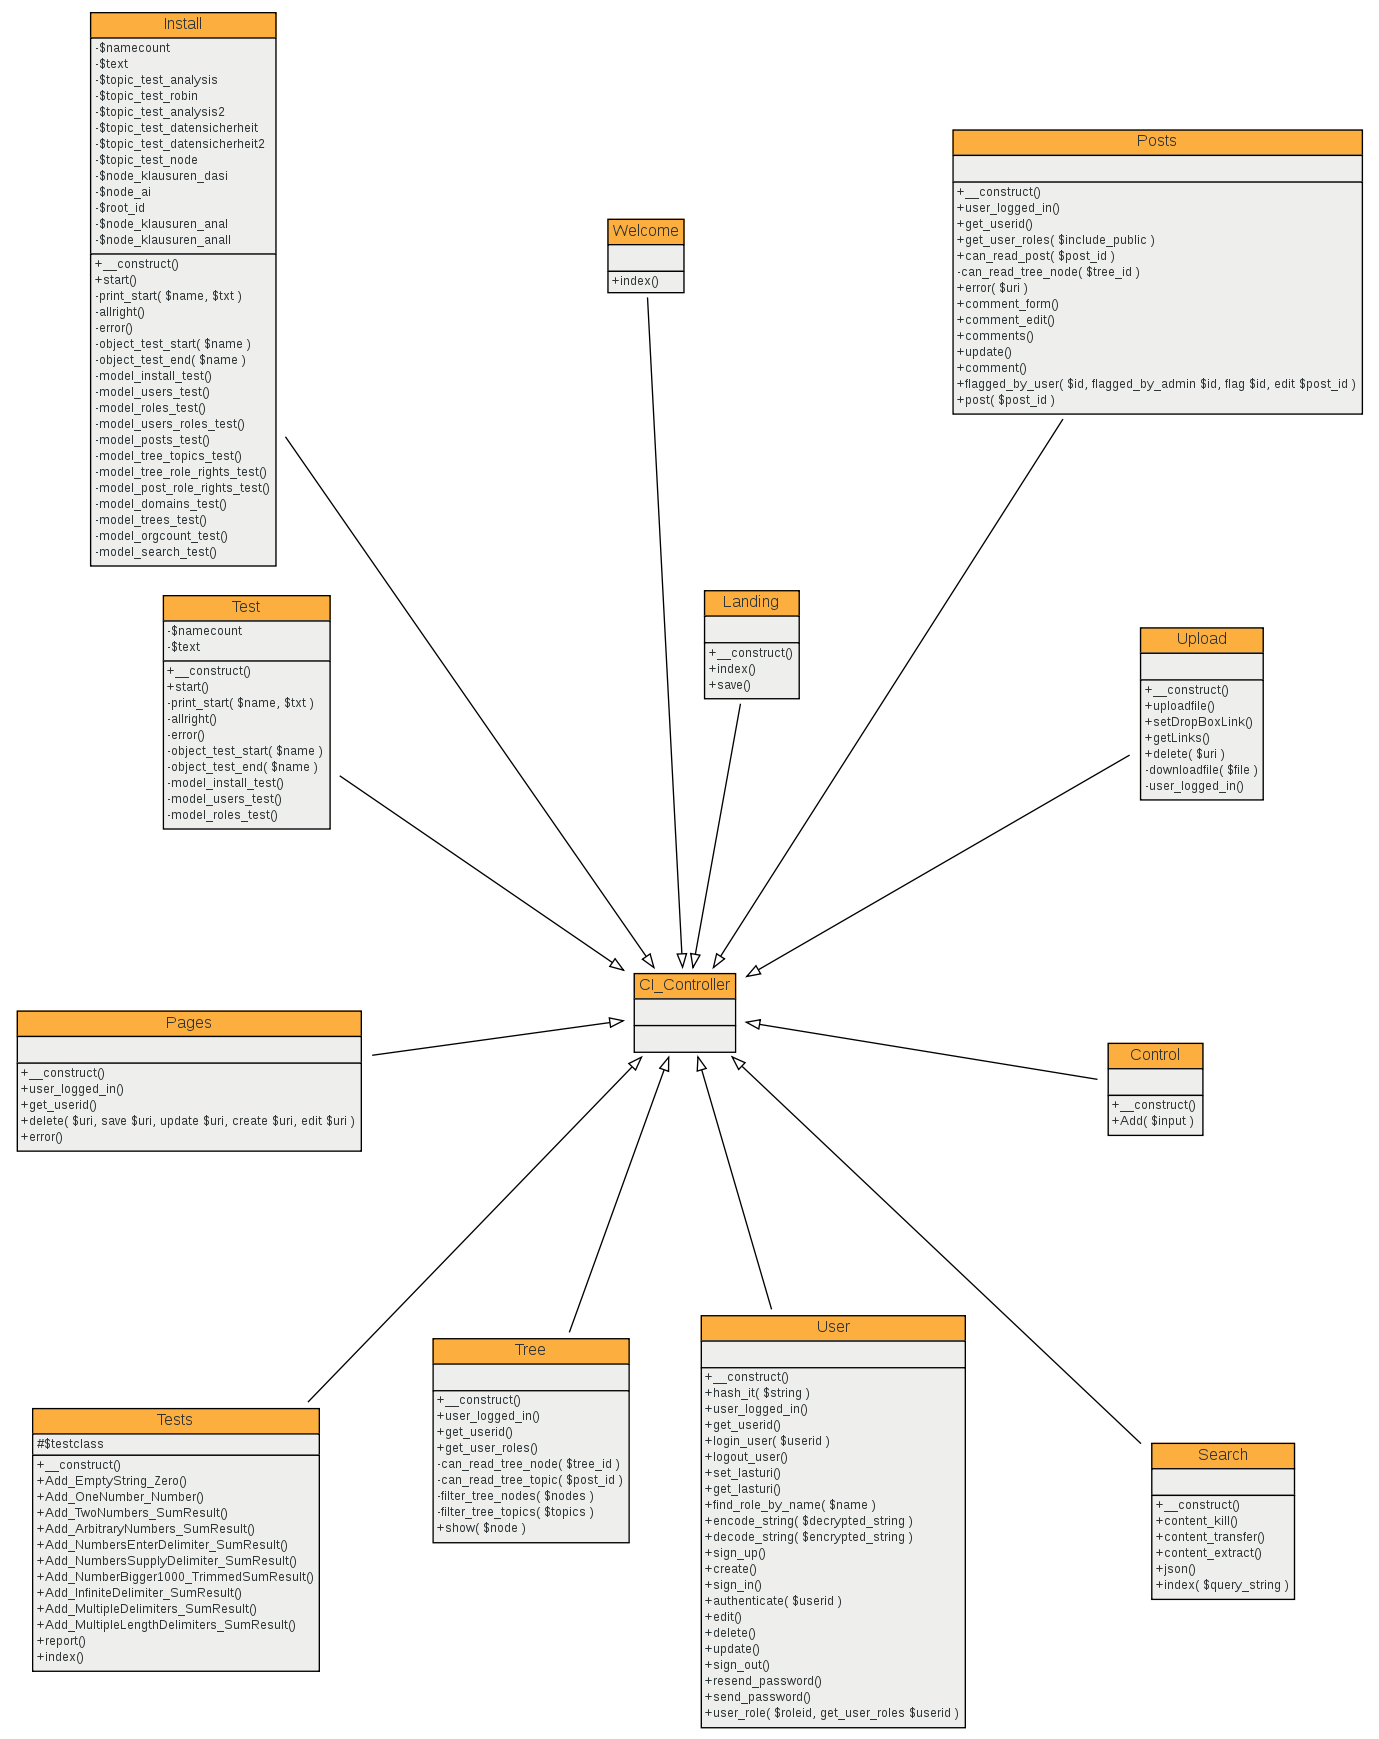 Install
-$namecount
-$text
-$topic_test_analysis
-$topic_test_robin
-$topic_test_analysis2
-$topic_test_datensicherheit
-$topic_test_datensicherheit2
-$topic_test_node
-$node_klausuren_dasi
-$node_ai
-$root_id
-$node_klausuren_anal
-$node_klausuren_anall
+__construct()
+start()
-print_start( $name, $txt )
-allright()
-error()
-object_test_start( $name )
-object_test_end( $name )
-model_install_test()
-model_users_test()
-model_roles_test()
-model_users_roles_test()
-model_posts_test()
-model_tree_topics_test()
-model_tree_role_rights_test()
-model_post_role_rights_test()
-model_domains_test()
-model_trees_test()
-model_orgcount_test()
-model_search_test()
Posts
+__construct()
+user_logged_in()
+get_userid()
+get_user_roles( $include_public )
+can_read_post( $post_id )
-can_read_tree_node( $tree_id )
+error( $uri )
+comment_form()
+comment_edit()
+comments()
+update()
+comment()
+flagged_by_user( $id, flagged_by_admin $id, flag $id, edit $post_id )
+post( $post_id )
Welcome
+index()
Test
-$namecount
-$text
+__construct()
+start()
-print_start( $name, $txt )
-allright()
-error()
-object_test_start( $name )
-object_test_end( $name )
-model_install_test()
-model_users_test()
-model_roles_test()
Landing
+__construct()
+index()
+save()
Upload
+__construct()
+uploadfile()
+setDropBoxLink()
+getLinks()
+delete( $uri )
-downloadfile( $file )
-user_logged_in()
CI_Controller
Pages
+__construct()
+user_logged_in()
+get_userid()
+delete( $uri, save $uri, update $uri, create $uri, edit $uri )
+error()
Control
+__construct()
+Add( $input )
Tests
#$testclass
+__construct()
+Add_EmptyString_Zero()
+Add_OneNumber_Number()
+Add_TwoNumbers_SumResult()
+Add_ArbitraryNumbers_SumResult()
+Add_NumbersEnterDelimiter_SumResult()
+Add_NumbersSupplyDelimiter_SumResult()
+Add_NumberBigger1000_TrimmedSumResult()
+Add_InfiniteDelimiter_SumResult()
+Add_MultipleDelimiters_SumResult()
+Add_MultipleLengthDelimiters_SumResult()
+report()
+index()
Tree
+__construct()
+user_logged_in()
+get_userid()
+get_user_roles()
-can_read_tree_node( $tree_id )
-can_read_tree_topic( $post_id )
-filter_tree_nodes( $nodes )
-filter_tree_topics( $topics )
+show( $node )
User
+__construct()
+hash_it( $string )
+user_logged_in()
+get_userid()
+login_user( $userid )
+logout_user()
+set_lasturi()
+get_lasturi()
+find_role_by_name( $name )
+encode_string( $decrypted_string )
+decode_string( $encrypted_string )
+sign_up()
+create()
+sign_in()
+authenticate( $userid )
+edit()
+delete()
+update()
+sign_out()
+resend_password()
+send_password()
+user_role( $roleid, get_user_roles $userid )
Search
+__construct()
+content_kill()
+content_transfer()
+content_extract()
+json()
+index( $query_string )